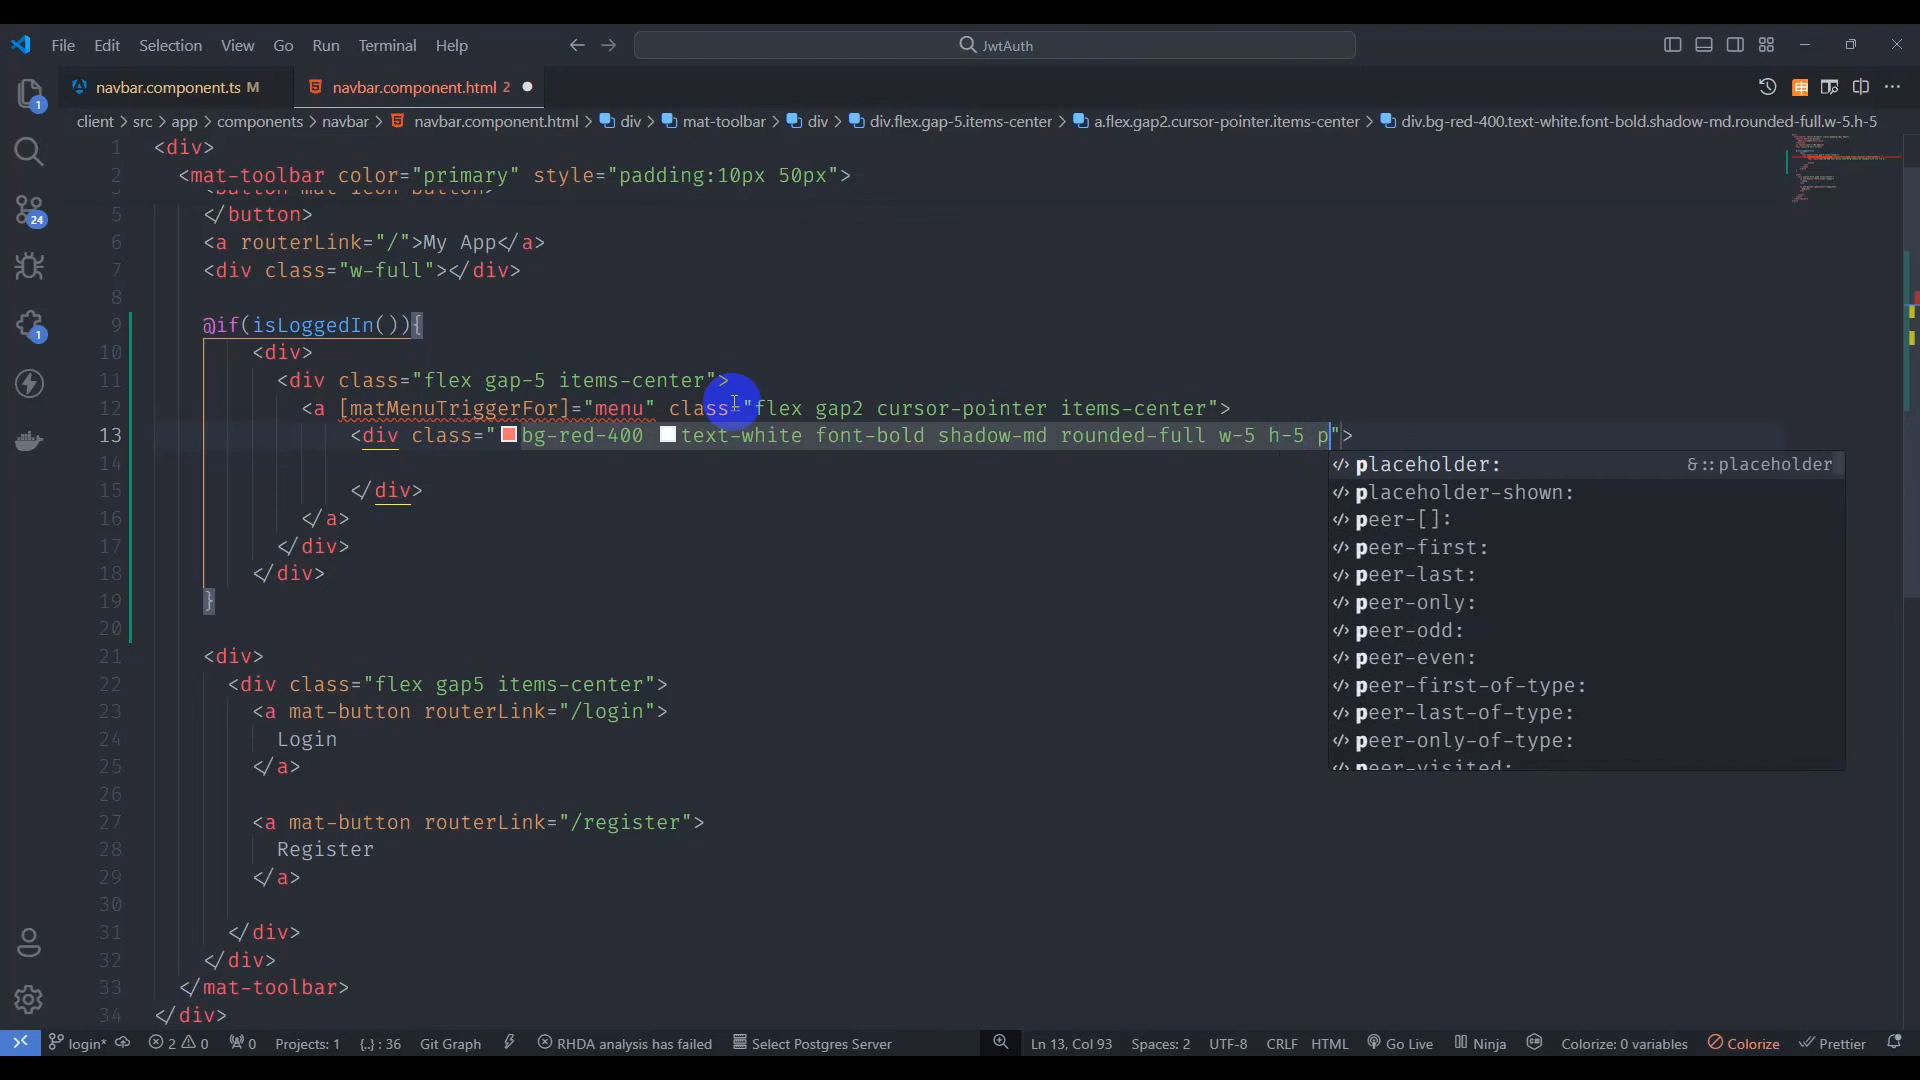 File Edit Selection View Go Run Terminal Help
JwtAuth
navbar.component.ts M
navbar.component.html 2
client > src > app > components > navbar > navbar.component.html > div > mat-toolbar > div > div.flex.gap-5.items-center > a.flex.gap2.cursor-pointer.items-center > div.bg-red-400.text-white.font-bold.shadow-md.rounded-full.w-5.h-5
1 <div>
2 <mat-toolbar color="primary" style="padding:10px 50px">
<button mat-icon-button>
5 </button>
6 <a routerLink="/">My App</a>
7 <div class="w-full"></div>
8
9 @if(isLoggedIn()){
10 <div>
11 <div class="flex gap-5 items-center">
12 <a [matMenuTriggerFor]="menu" class="flex gap2 cursor-pointer items-center">
13 <div class="bg-red-400 text-white font-bold shadow-md rounded-full w-5 h-5 p">
14
15 </div>
16 </a>
17 </div>
18 </div>
19 }
20
21 <div>
22 <div class="flex gap5 items-center">
23 <a mat-button routerLink="/login">
24 Login
25 </a>
26
27 <a mat-button routerLink="/register">
28 Register
29 </a>
30
31 </div>
32 </div>
33 </mat-toolbar>
34 </div>
placeholder: &::placeholder
placeholder-shown:
peer-[]:
peer-first:
peer-last:
peer-only:
peer-odd:
peer-even:
peer-first-of-type:
peer-last-of-type:
peer-only-of-type:
peer-visited:
1
24
1
login* 2 0 0 Projects: 1 {..} : 36 Git Graph RHDA analysis has failed Select Postgres Server Ln 13, Col 93 Spaces: 2 UTF-8 CRLF HTML Go Live Ninja Colorize: 0 variables Colorize Prettier